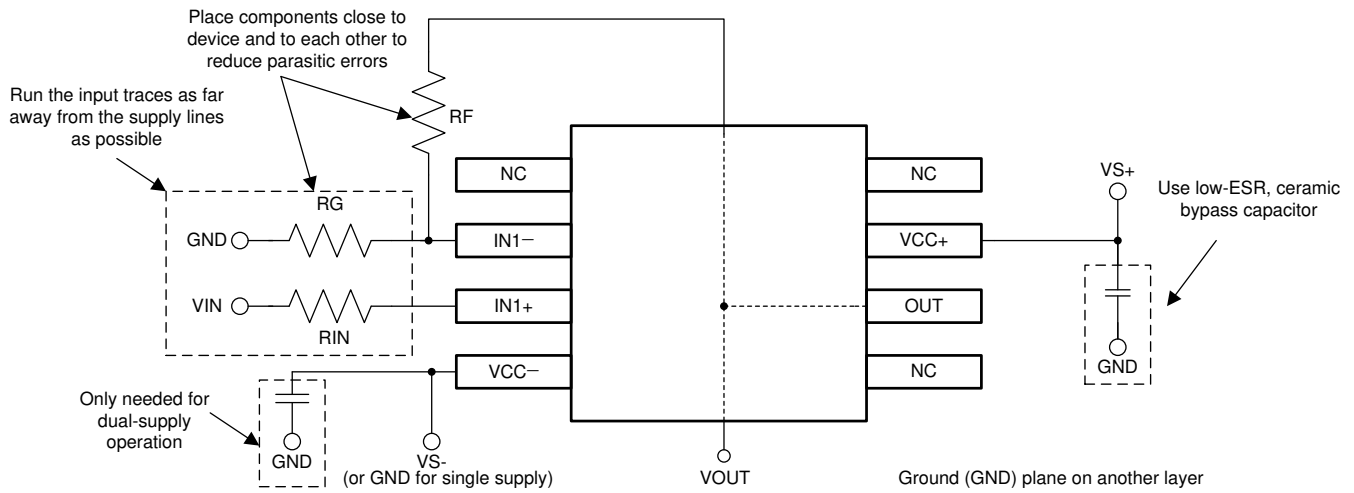 Place components close to
device and to each other to
reduce parasitic errors
Run the input traces as far
away from the supply lines
as possible
RF
NC
NC
VS+
Use low-ESR, ceramic
bypass capacitor
RG
GND
IN1−
VCC+
VIN
IN1+
OUT
RIN
GND
VCC−
NC
Only needed for
dual-supply
operation
GND
VS-
(or GND for single supply)
VOUT
Ground (GND) plane on another layer